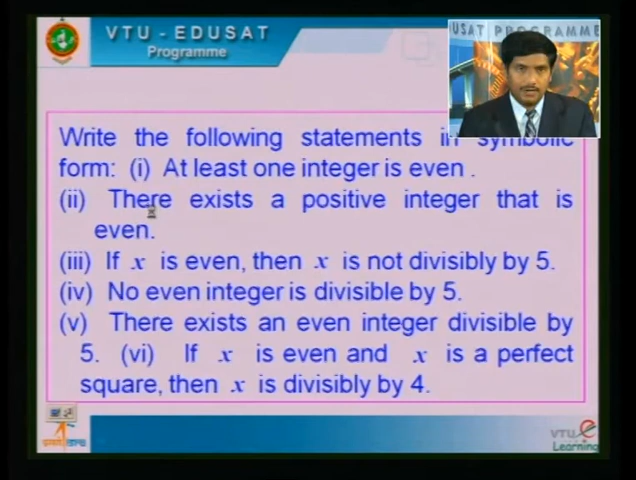 VTU - EDUSAT
Programme
USAT PROGRAMME
Write the following statements in symbolic
form: (i) At least one integer is even .
(ii) There exists a positive integer that is
even.
(iii) If x is even, then x is not divisibly by 5.
(iv) No even integer is divisible by 5.
(v) There exists an even integer divisible by
5. (vi) If x is even and x is a perfect
square, then x is divisibly by 4.
VTU e
Learning